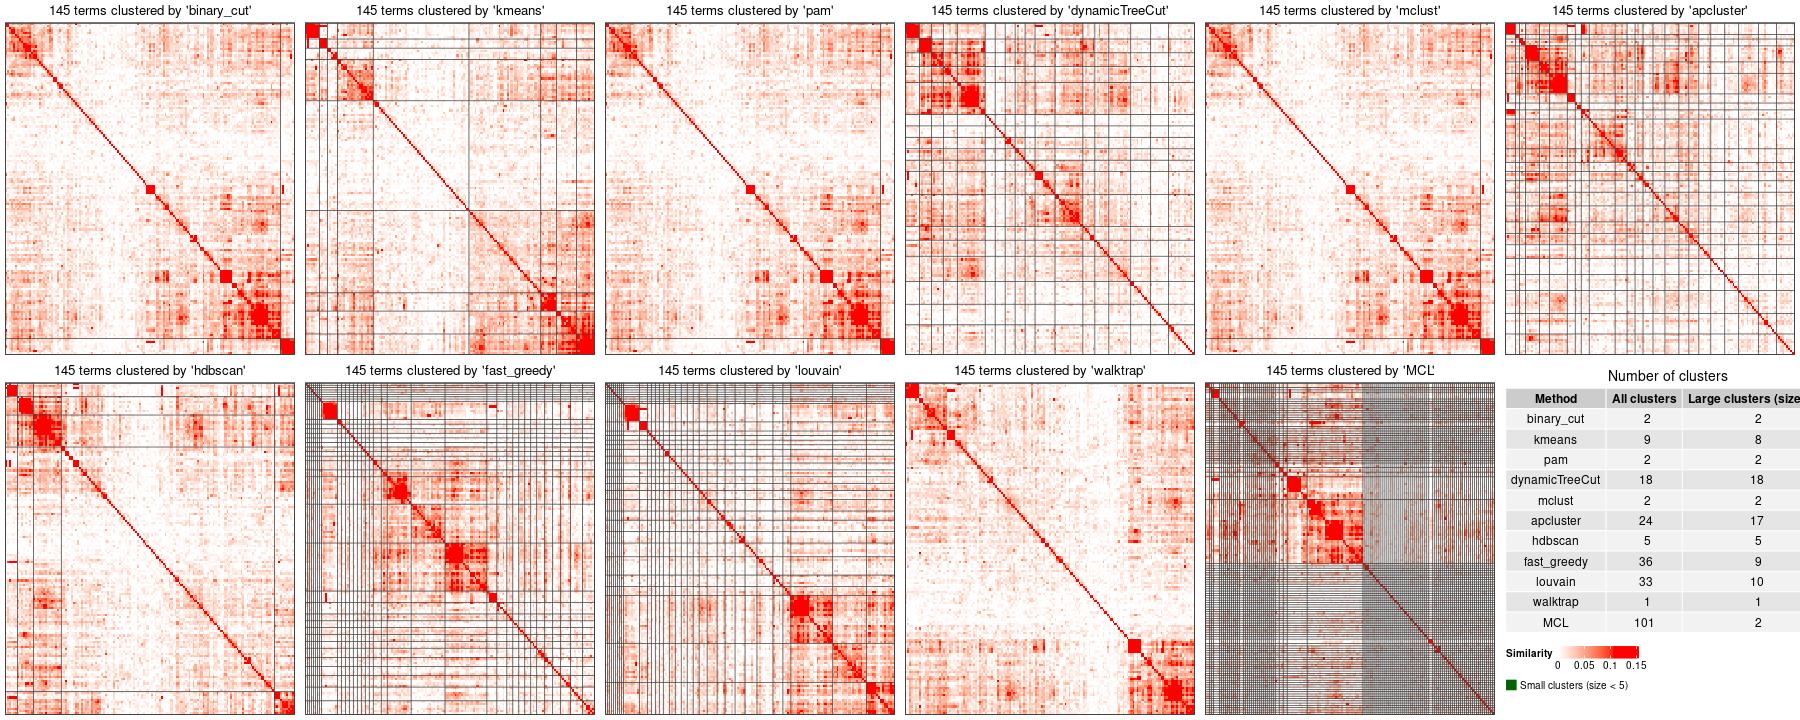 145 terms clustered by 'binary_cut'
145 terms clustered by 'kmeans'
145 terms clustered by 'pam'
145 terms clustered by 'dynamicTreeCut'
145 terms clustered by 'mclust'
145 terms clustered by 'apcluster'
145 terms clustered by 'hdbscan'
145 terms clustered by 'fast_greedy'
145 terms clustered by 'louvain'
145 terms clustered by 'walktrap'
145 terms clustered by 'MCL'
Number of clusters
Method All clusters Large clusters (size
binary_cut 2 2
kmeans 9 8
pam 2 2
dynamicTreeCut 18 18
mclust 2 2
apcluster 24 17
hdbscan 5 5
fast_greedy 36 9
louvain 33 10
walktrap 1 1
MCL 101 2
Similarity
0 0.05 0.1 0.15
Small clusters (size < 5)